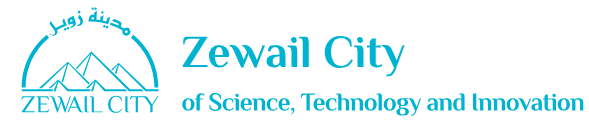 مدينة زويل
ZEWAIL CITY
Zewail City
of Science, Technology and Innovation